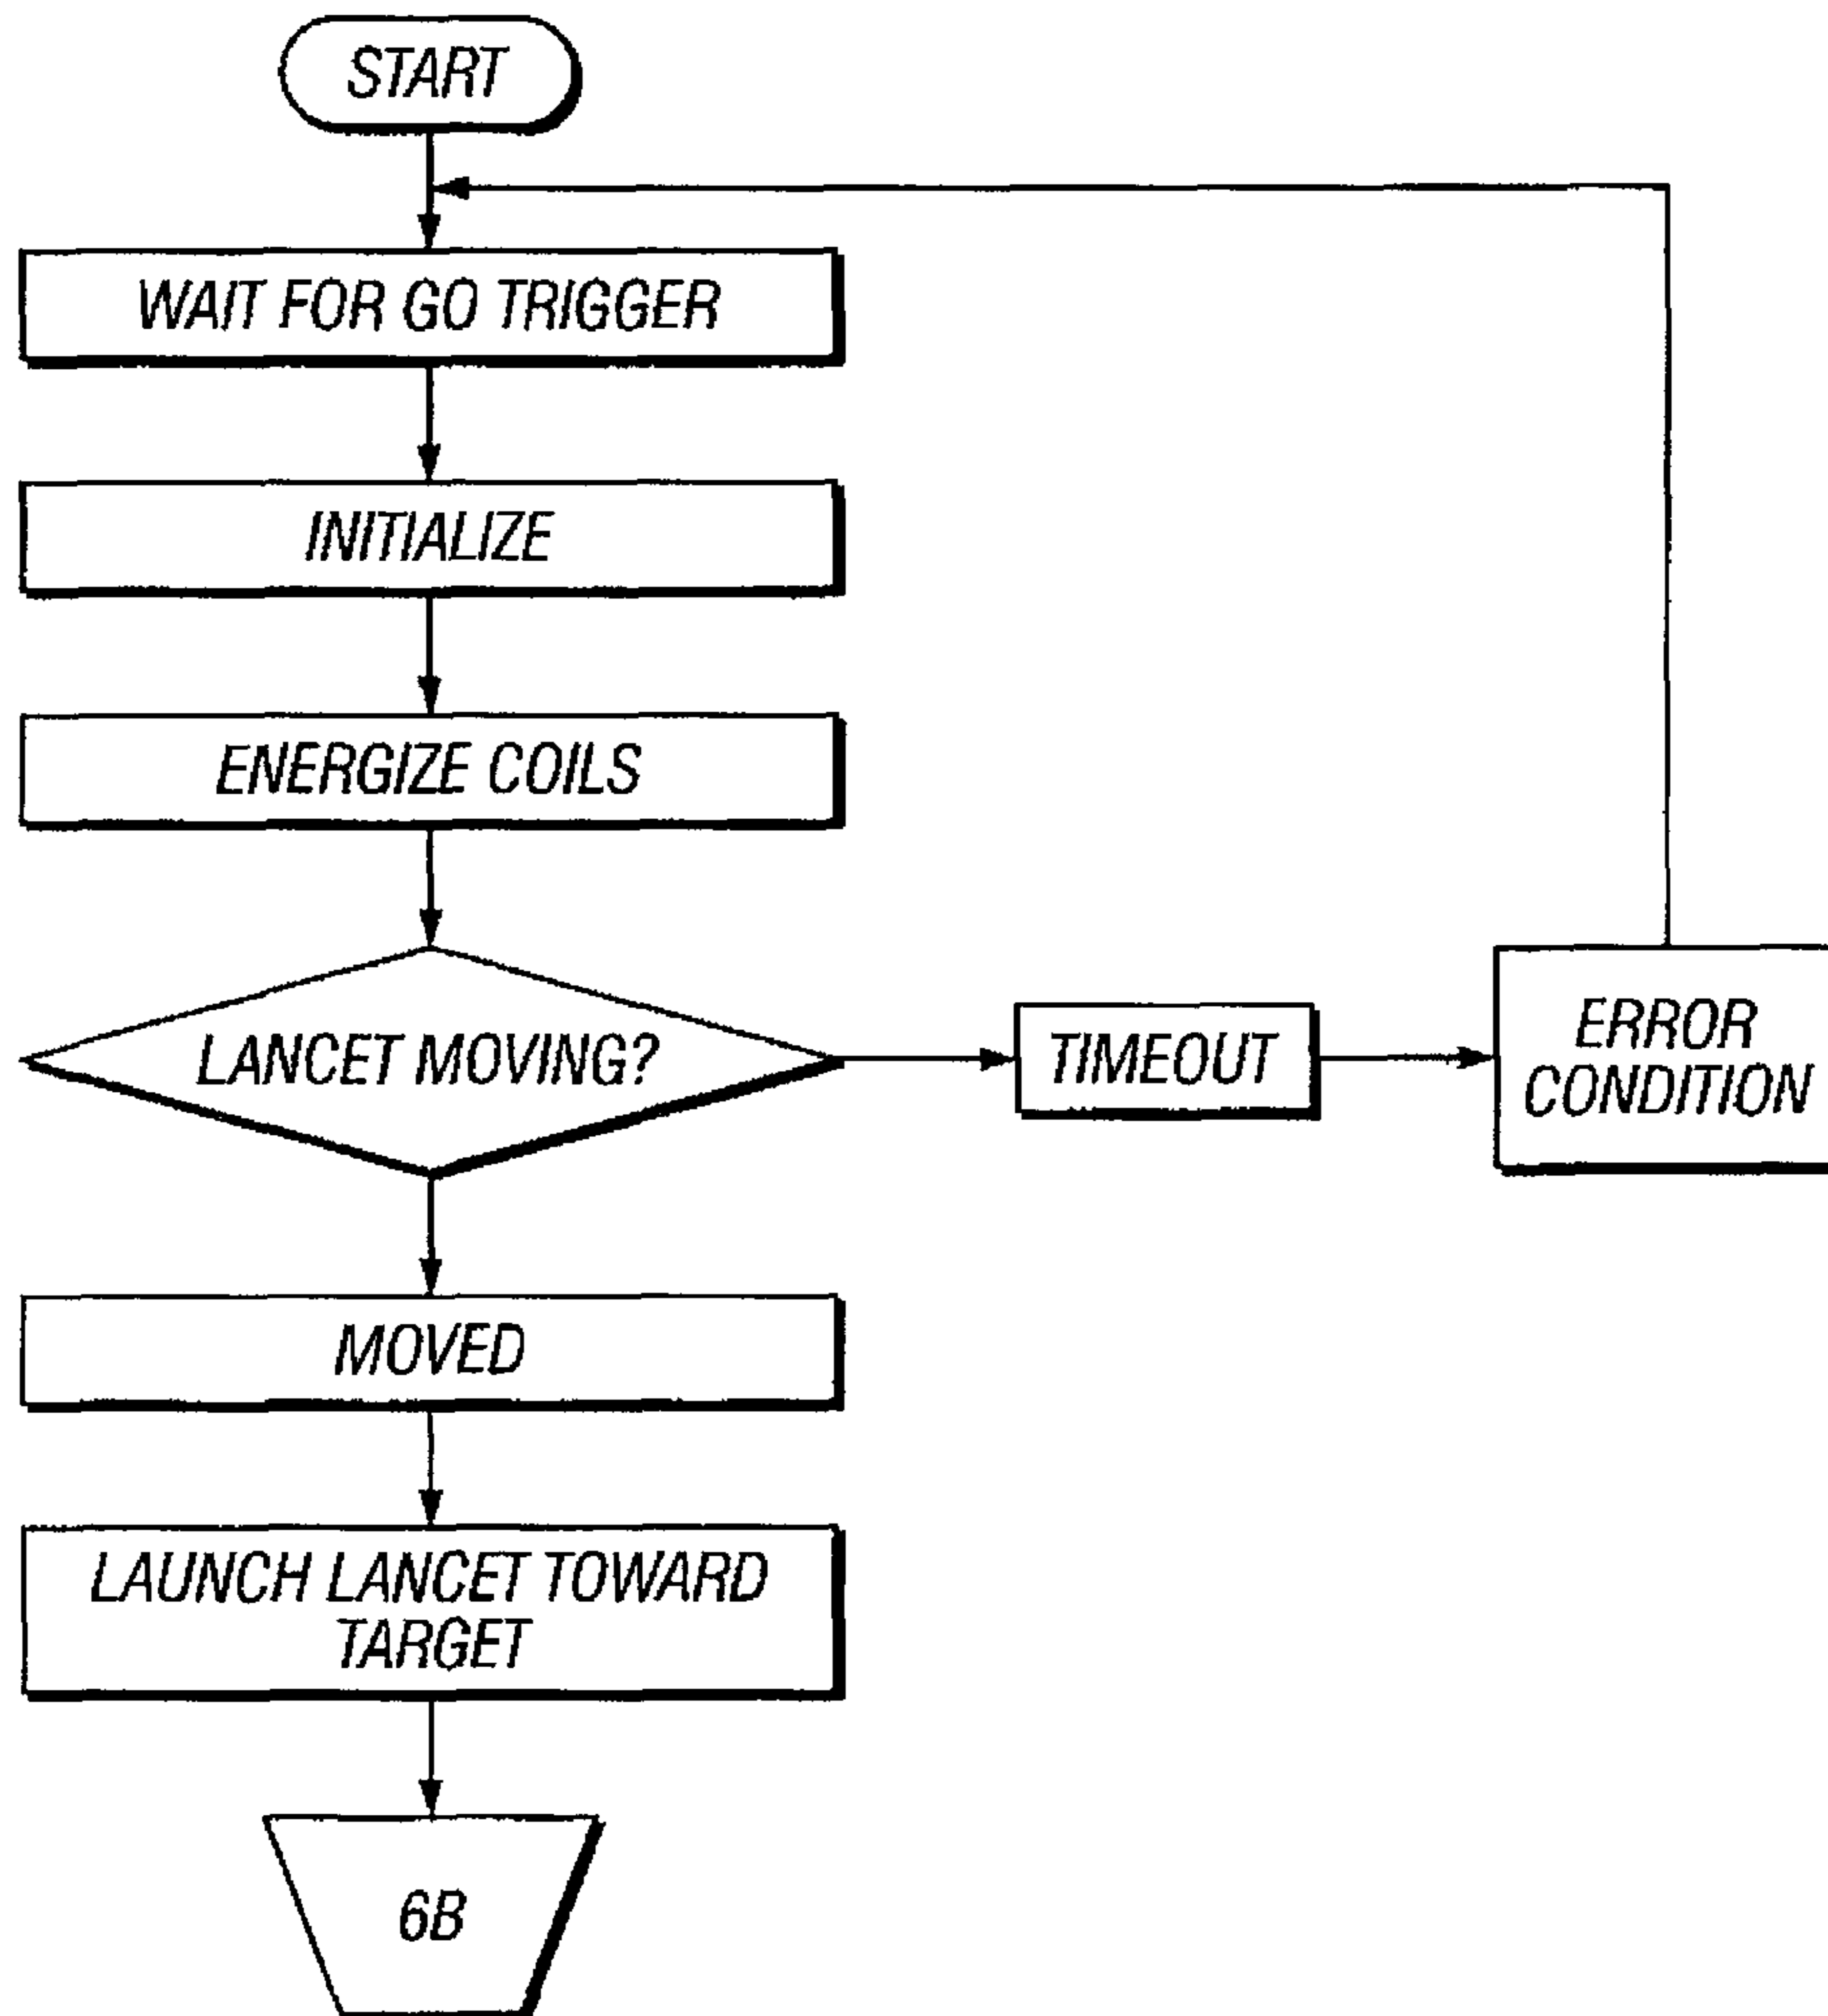 START
WAIT FOR GO TRIGGER
INITIALIZE
ENERGIZE COILS
LANCET MOVING?
TIMEOUT
ERROR
CONDITION
MOVED
LAUNCH LANCET TOWARD
TARGET
6B